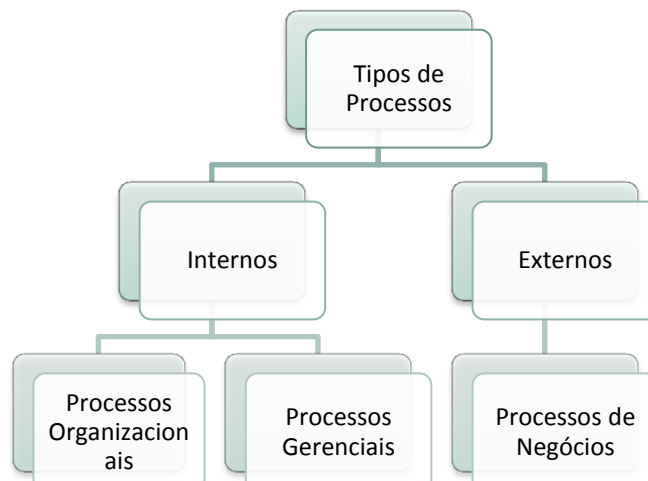 Tipos de
Processos
Internos
Externos
Processos
Organizacion
ais
Processos
Gerenciais
Processos de
Negócios